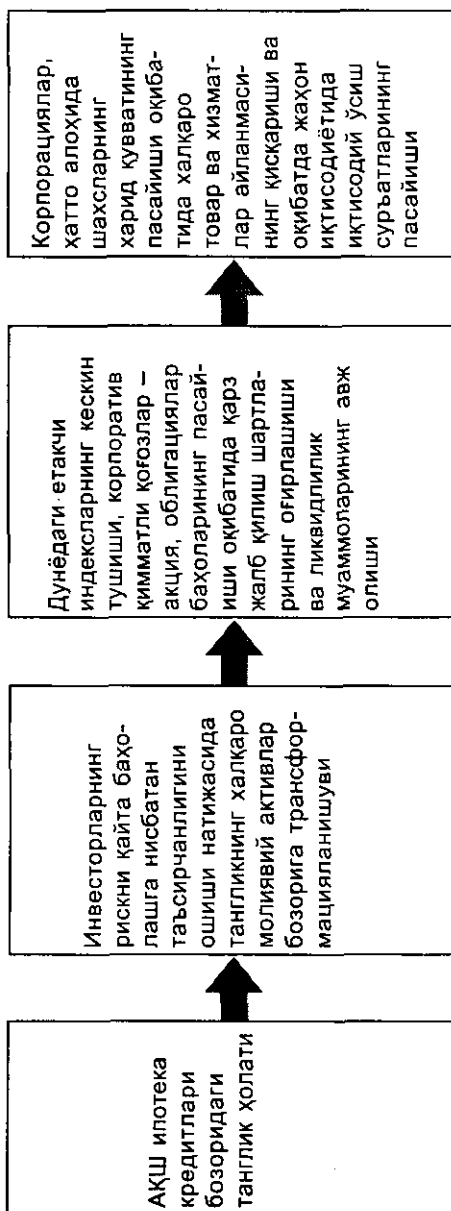 АҚШ ипотека
кредитлари
бозоридаги
танглик ҳолати
Инвесторларнинг
рискни қайта баҳо-
лашга нисбатан
таъсирчанлигини
ошиши натижасида
тангликнинг халқаро
молиявий активлар
бозорига трансфор-
мацияланишуви
Дунёдаги етакчи
индексларнинг кескин
тушиши, корпоратив
қимматли қоғозлар –
акция, облигациялар
баҳоларининг пасай-
иши оқибатида қарз
жалб қилиш шартла-
рининг оғирлашиши
ва ликвидлилик
муаммоларининг авж
олиши
Корпорациялар,
ҳатто алоҳида
шахсларнинг
харид қувватининг
пасайиши оқиба-
тида халқаро
товар ва хизмат-
лар айланмаси-
нинг қисқариши ва
оқибатда жаҳон
иқтисодиётида
иқтисодий ўсиш
суръатларининг
пасайиши